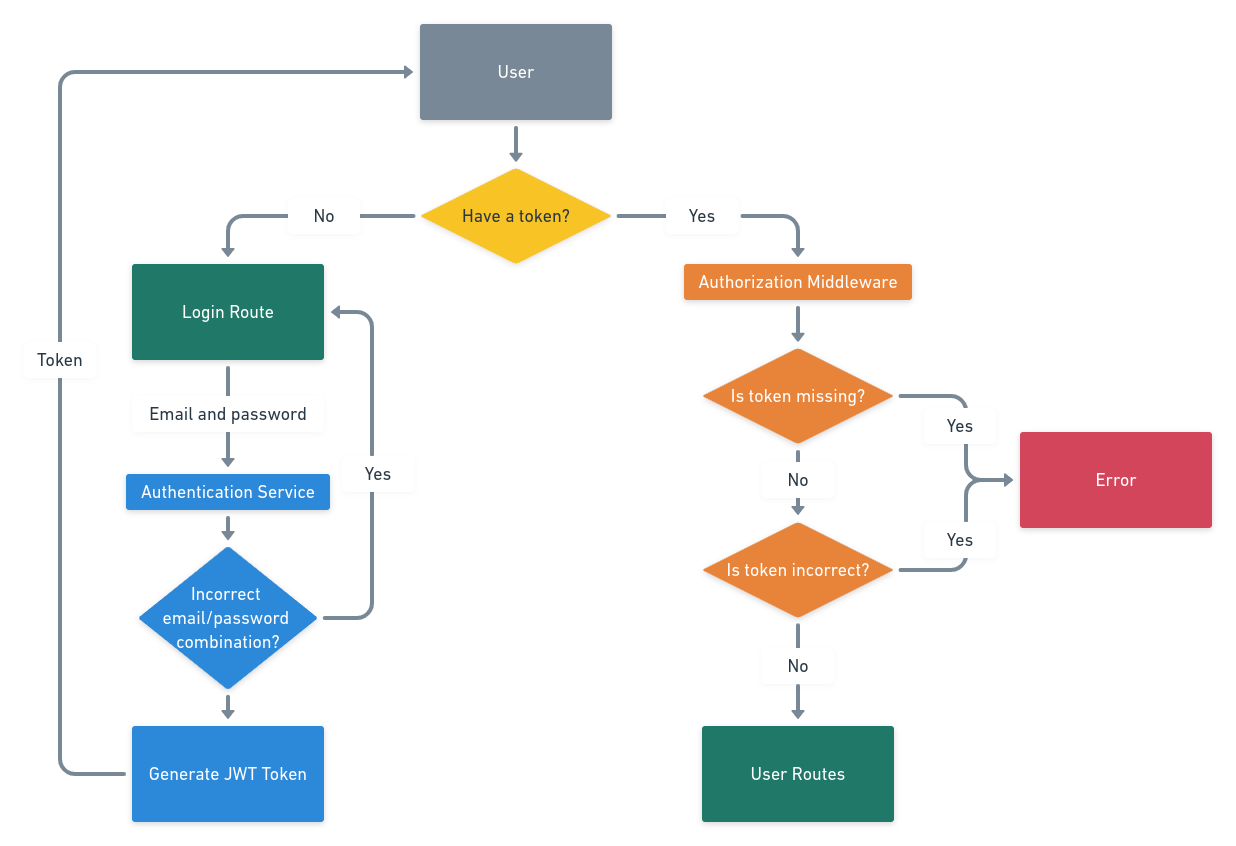 User
Have a token?
No
Yes
Login Route
Authorization Middleware
Token
Is token missing?
Email and password
Yes
Yes
No
Error
Authentication Service
Yes
Is token incorrect?
Incorrect
email/password
combination?
No
Generate JWT Token
User Routes